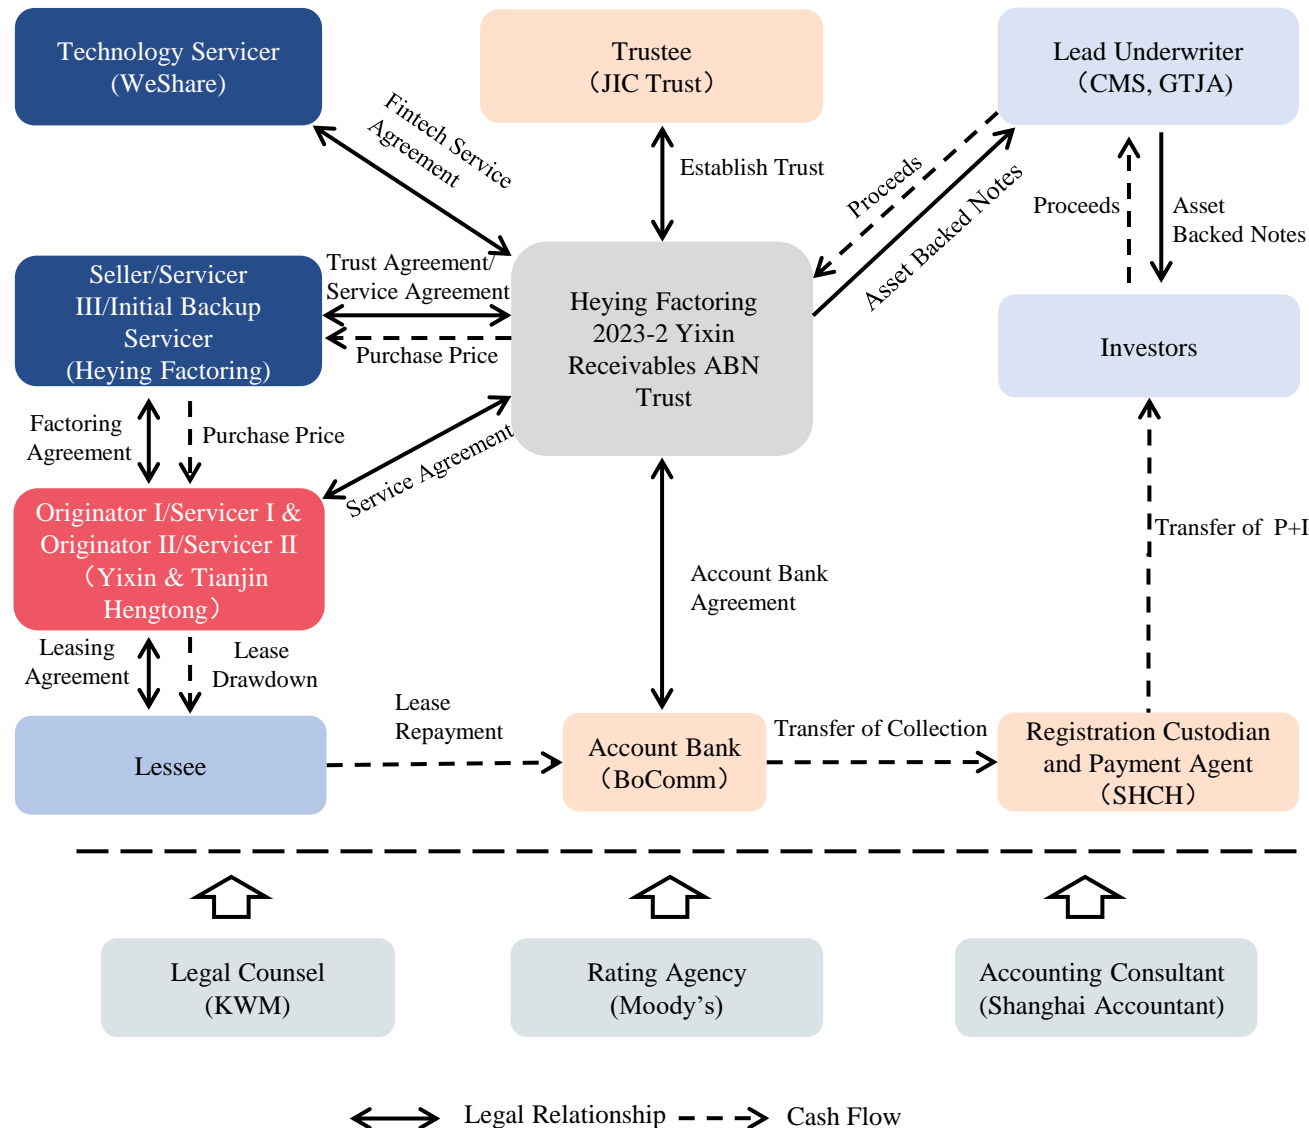 Technology Servicer
(WeShare)
Trustee
（JIC Trust）
Lead Underwriter
（CMS, GTJA)
Fintech Service
Agreement
Establish Trust
Proceeds
Asset Backed Notes
Proceeds
Asset
Backed Notes
Seller/Servicer
III/Initial Backup
Servicer
(Heying Factoring)
Trust Agreement/
Service Agreement
Purchase Price
Heying Factoring
2023-2 Yixin
Receivables ABN
Trust
Investors
Factoring
Agreement
Purchase Price
Service Agreement
Originator I/Servicer I &
Originator II/Servicer II
（Yixin & Tianjin
Hengtong）
Transfer of P+I
Account Bank
Agreement
Leasing
Agreement
Lease
Drawdown
Lessee
Lease
Repayment
Account Bank
（BoComm）
Transfer of Collection
Registration Custodian
and Payment Agent
（SHCH）
Legal Counsel
(KWM)
Rating Agency
(Moody’s)
Accounting Consultant
(Shanghai Accountant)
Legal Relationship
Cash Flow